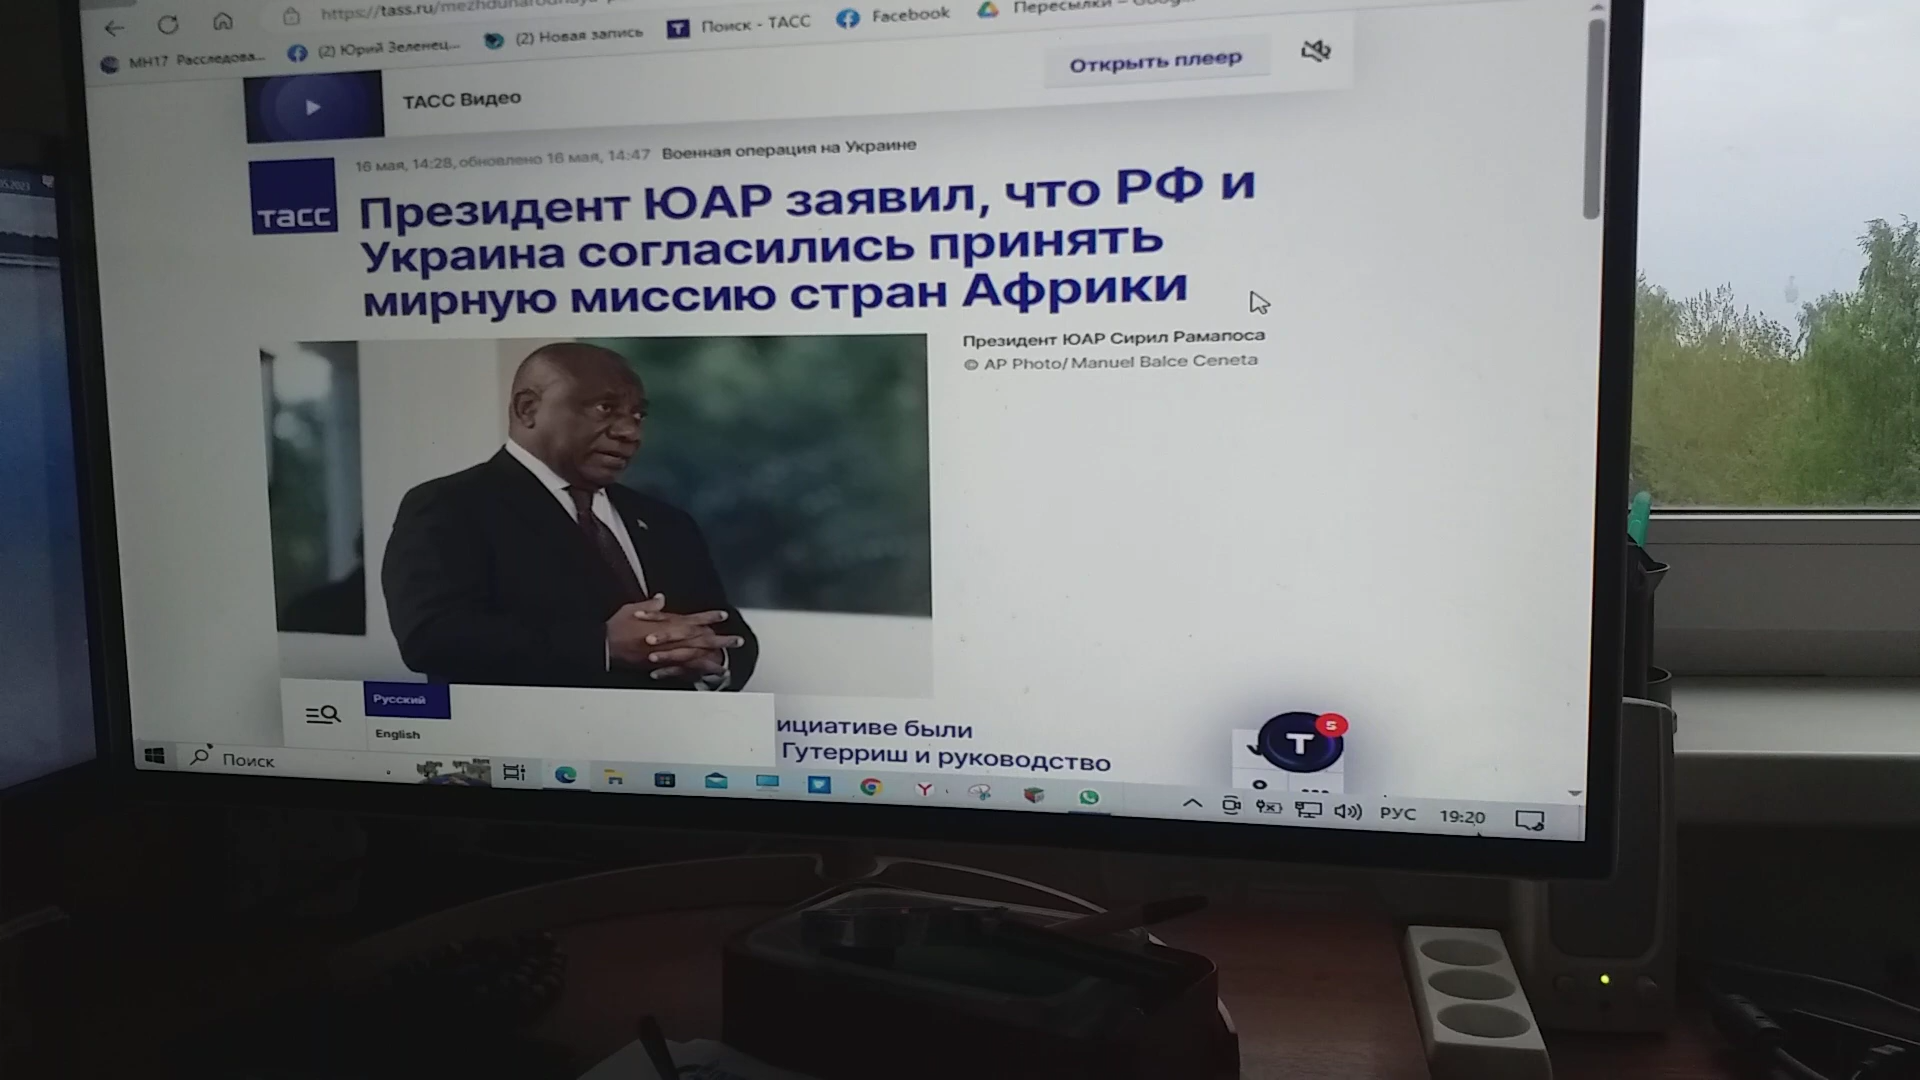 https://tass.ru/mezhdunarodnaya-p
МН17 Расследова...
(2) Юрий Зеленец...
(2) Новая запись
Поиск - ТАСС
Facebook
Пересылки – Goog...
ТАСС Видео
Открыть плеер
16 мая, 14:28, обновлено 16 мая, 14:47 Военная операция на Украине
тасс
Президент ЮАР заявил, что РФ и
Украина согласились принять
мирную миссию стран Африки
Президент ЮАР Сирил Рамапоса
© AP Photo/ Manuel Balce Ceneta
Русский
English
ициативе были
Гутерриш и руководство
Т
5
Поиск
РУС
19:20